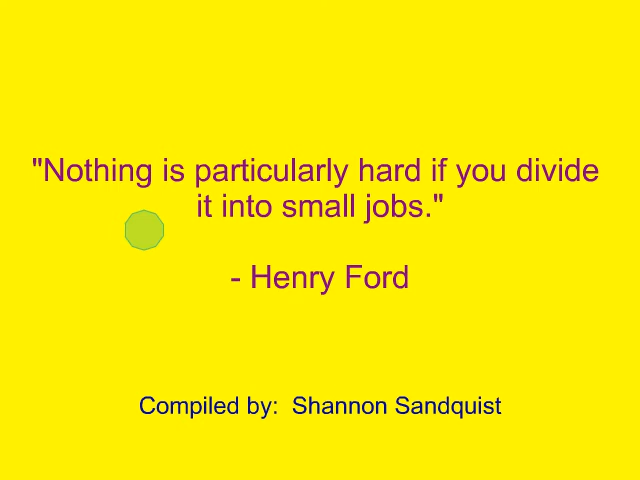 "Nothing is particularly hard if you divide
it into small jobs."
- Henry Ford
Compiled by:  Shannon Sandquist